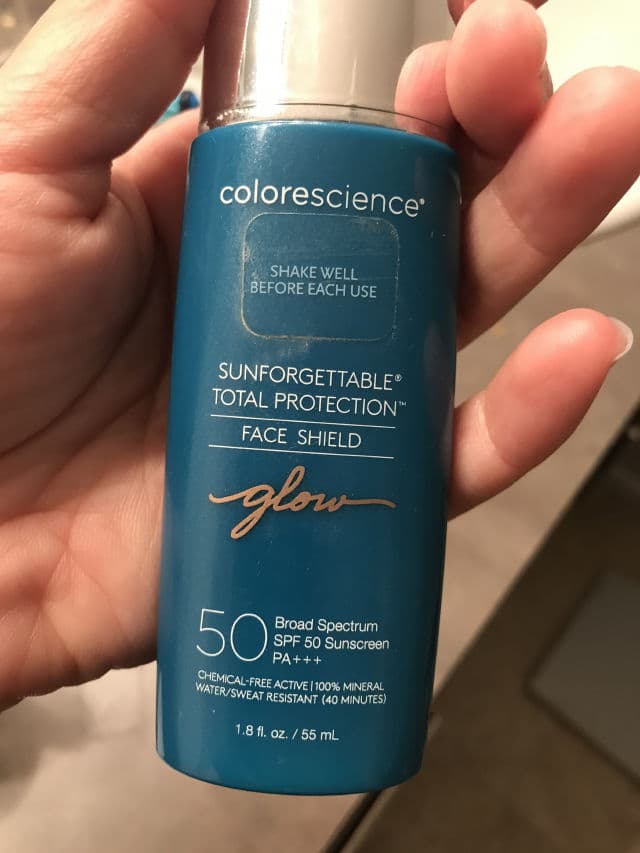 colorescience®
SHAKE WELL
BEFORE EACH USE
SUNFORGETTABLE®
TOTAL PROTECTION™
FACE SHIELD
glow
50
Broad Spectrum
SPF 50 Sunscreen
PA+++
CHEMICAL-FREE ACTIVE | 100% MINERAL
WATER/SWEAT RESISTANT (40 MINUTES)
1.8 fl. oz. / 55 mL